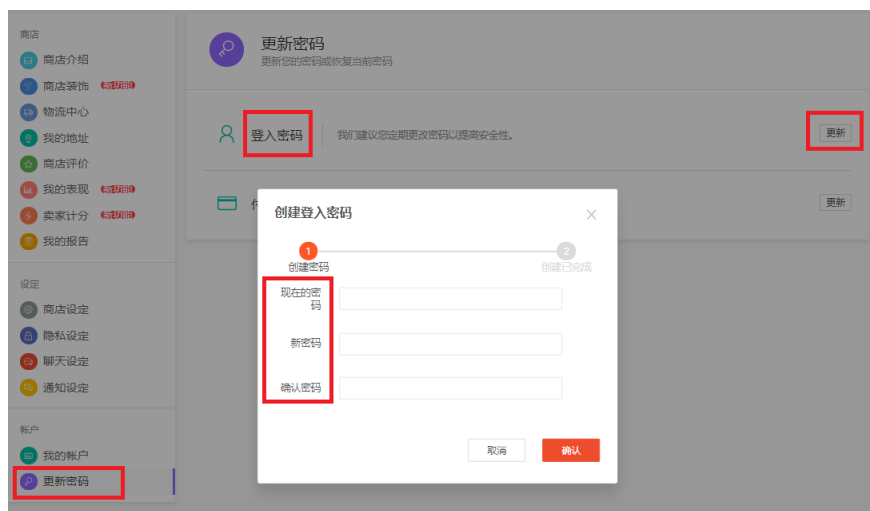 商店
商店介绍
商店装饰
物流中心
我的地址
商店评价
我的表现
卖家计分
我的报告
设定
商店设定
隐私设定
聊天设定
通知设定
帐户
我的帐户
更新密码
更新密码
更新您的密码或恢复当前密码
登入密码
我们建议您定期更改密码以提高安全性。
更新
更新
创建登入密码
1
2
创建密码
创建已完成
现在的密
码
新密码
确认密码
取消
确认